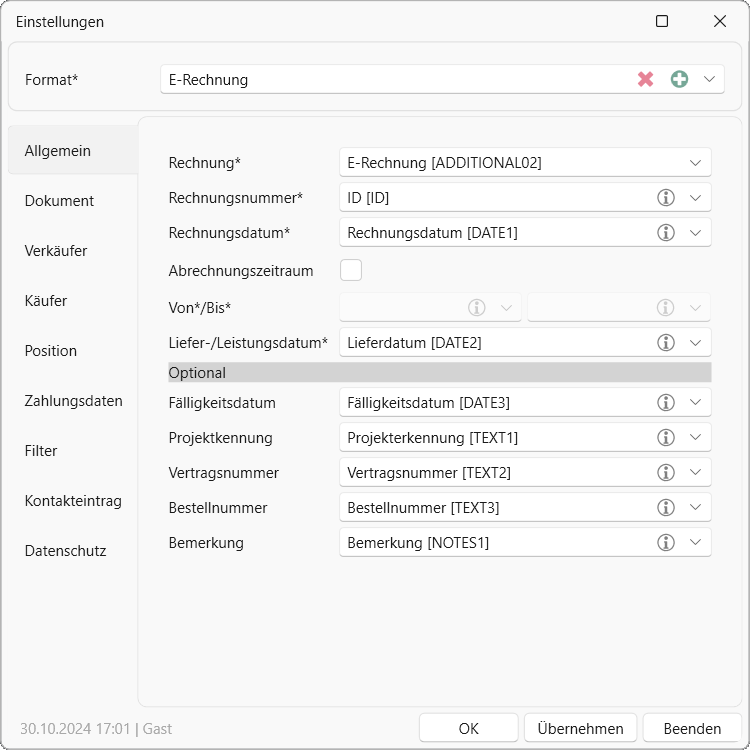 Einstellungen
Format* E-Rechnung
Allgemein
Dokument
Verkäufer
Käufer
Position
Zahlungsdaten
Filter
Kontakteintrag
Datenschutz
Rechnung* E-Rechnung [ADDITIONAL02]
Rechnungsnummer* ID [ID]
Rechnungsdatum* Rechnungsdatum [DATE1]
Abrechnungszeitraum
Von*/Bis*
Liefer-/Leistungsdatum* Lieferdatum [DATE2]
Optional
Fälligkeitsdatum Fälligkeitsdatum [DATE3]
Projektkennung Projekterkennung [TEXT1]
Vertragsnummer Vertragsnummer [TEXT2]
Bestellnummer Bestellnummer [TEXT3]
Bemerkung Bemerkung [NOTES1]
30.10.2024 17:01 | Gast OK Übernehmen Beenden